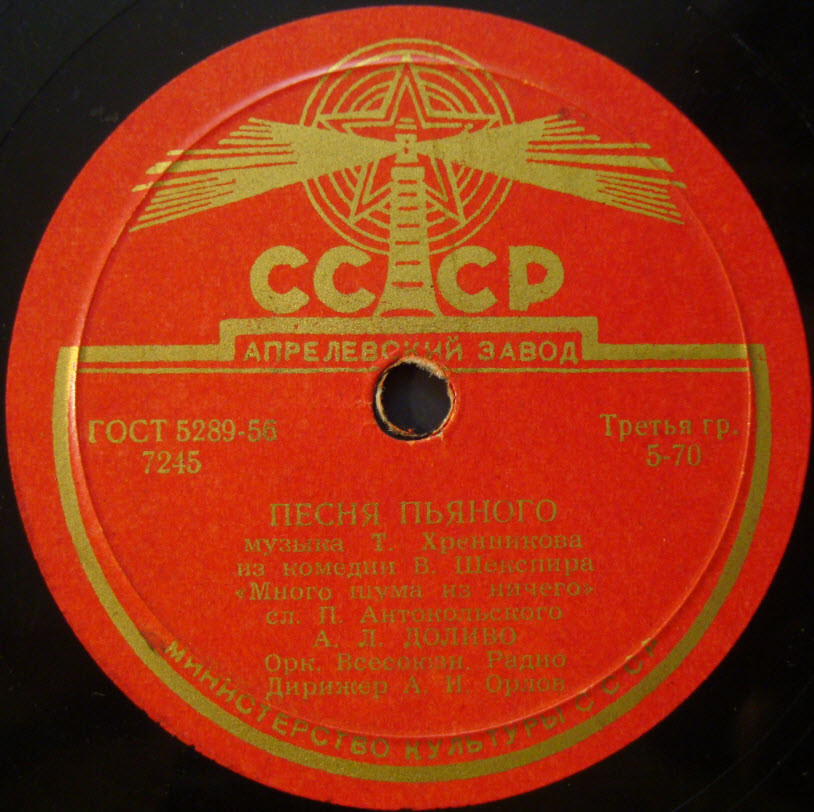 СССР
АПРЕЛЕВСКИЙ ЗАВОД
ГОСТ 5289-56
7245
Третья гр.
5-70
ПЕСНЯ ПЬЯНОГО
музыка Т. Хренникова
из комедии В. Шекспира
«Много шума из ничего»
сл. П. Антокольского
А. Л. ДОЛИВО
Орк. Всесоюзн. Радио
Дирижер А. И. Орлов
МИНИСТЕРСТВО КУЛЬТУРЫ СССР